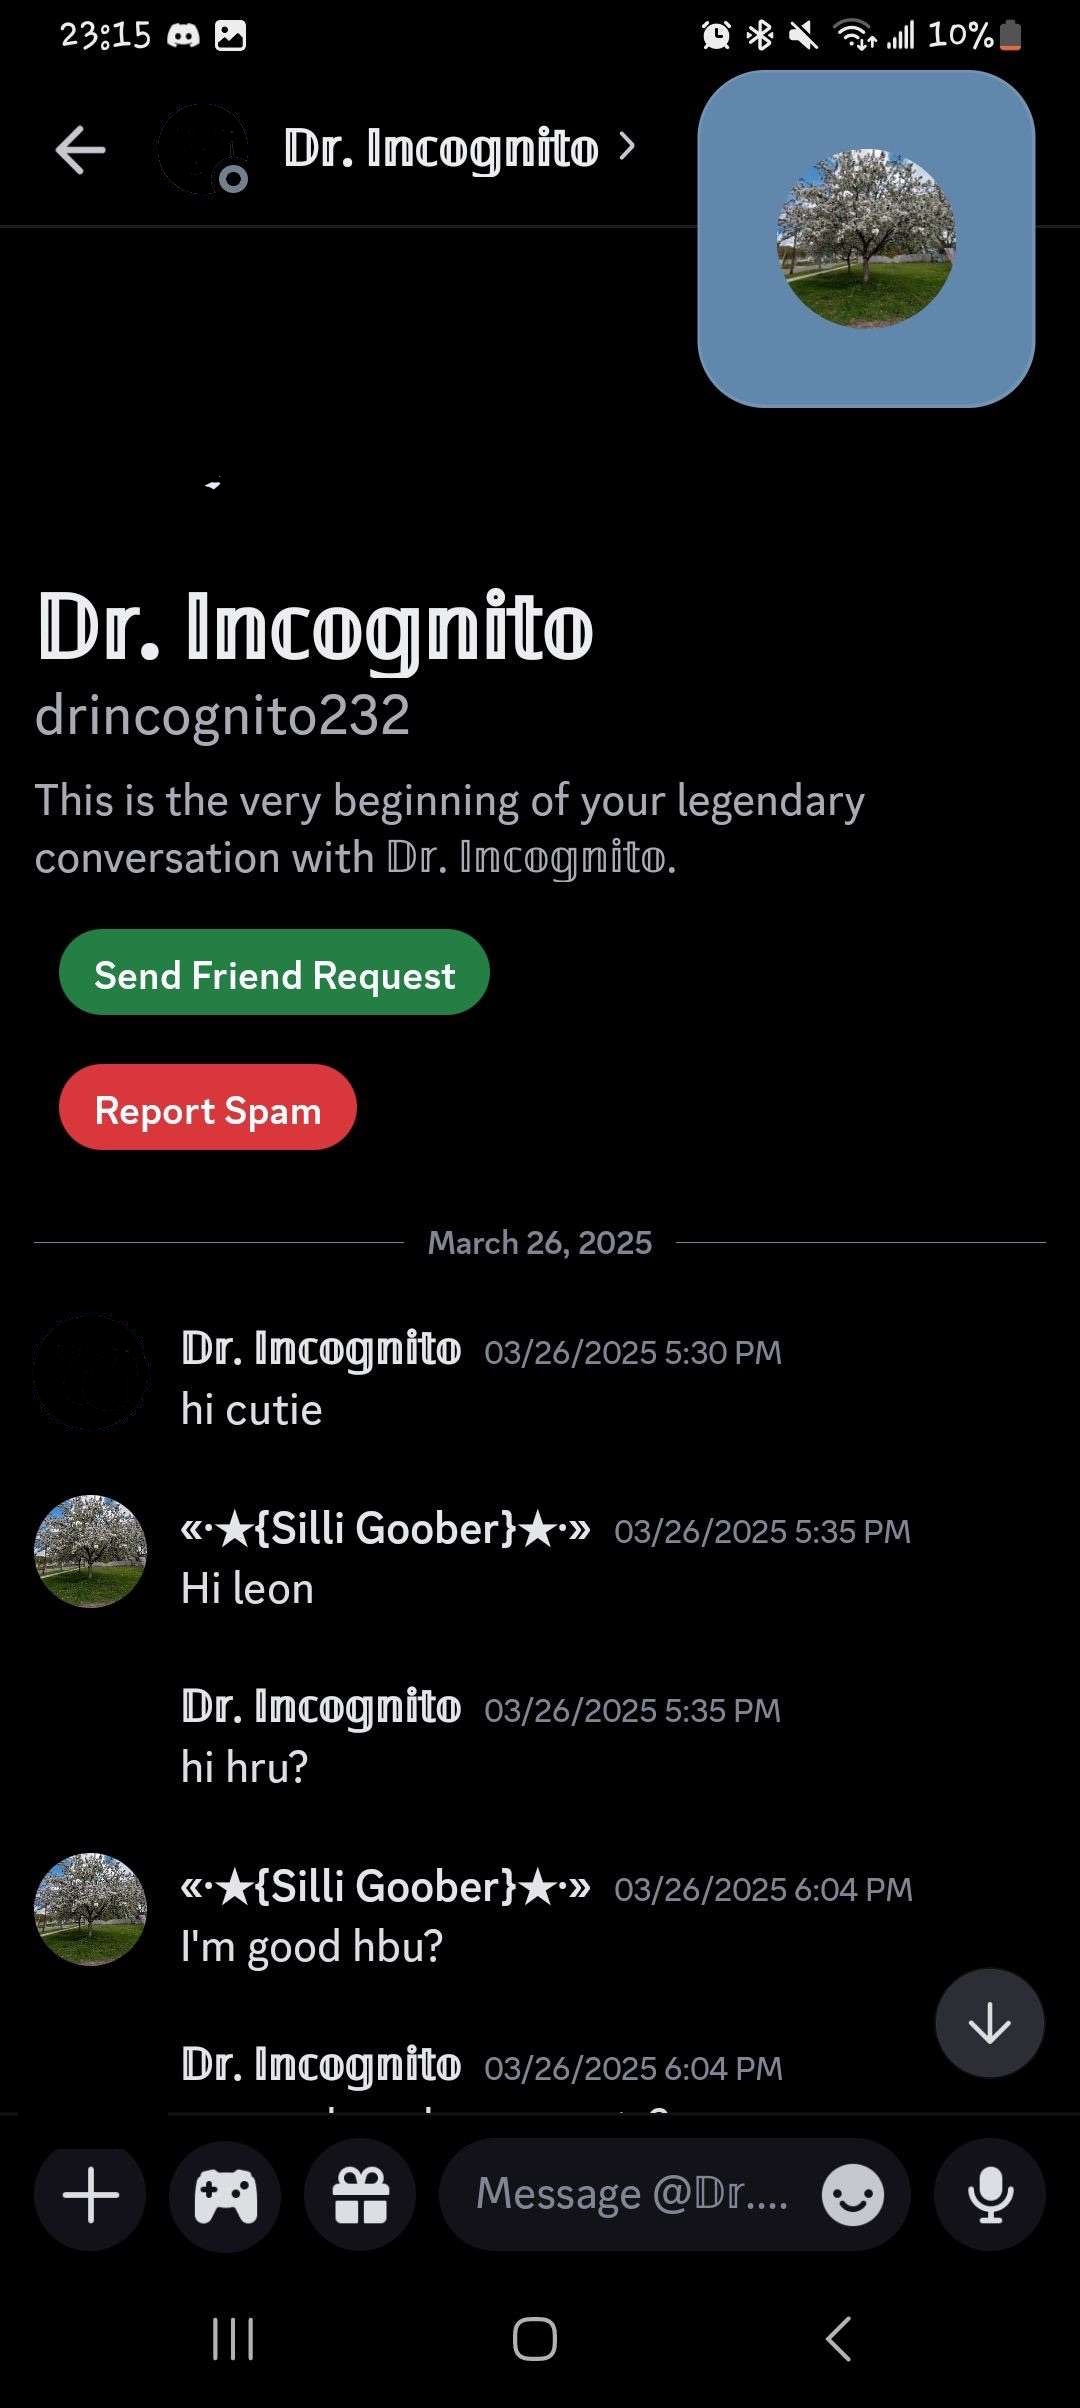 23:15
10%
𝔻𝕣. 𝕀𝕟𝕔𝕠𝕘𝕟𝕚𝕥𝕠
𝔻𝕣. 𝕀𝕟𝕔𝕠𝕘𝕟𝕚𝕥𝕠
drincognito232
This is the very beginning of your legendary
conversation with 𝔻𝕣. 𝕀𝕟𝕔𝕠𝕘𝕟𝕚𝕥𝕠.
Send Friend Request
Report Spam
March 26, 2025
𝔻𝕣. 𝕀𝕟𝕔𝕠𝕘𝕟𝕚𝕥𝕠 03/26/2025 5:30 PM
hi cutie
«·★{Silli Goober}★·» 03/26/2025 5:35 PM
Hi leon
𝔻𝕣. 𝕀𝕟𝕔𝕠𝕘𝕟𝕚𝕥𝕠 03/26/2025 5:35 PM
hi hru?
«·★{Silli Goober}★·» 03/26/2025 6:04 PM
I'm good hbu?
𝔻𝕣. 𝕀𝕟𝕔𝕠𝕘𝕟𝕚𝕥𝕠 03/26/2025 6:04 PM
Message @𝔻𝕣....